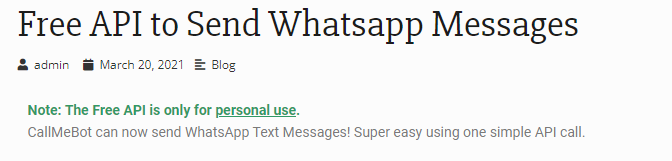 Free API to Send Whatsapp Messages
admin March 20, 2021 Blog
Note: The Free API is only for personal use.
CallMeBot can now send WhatsApp Text Messages! Super easy using one simple API call.